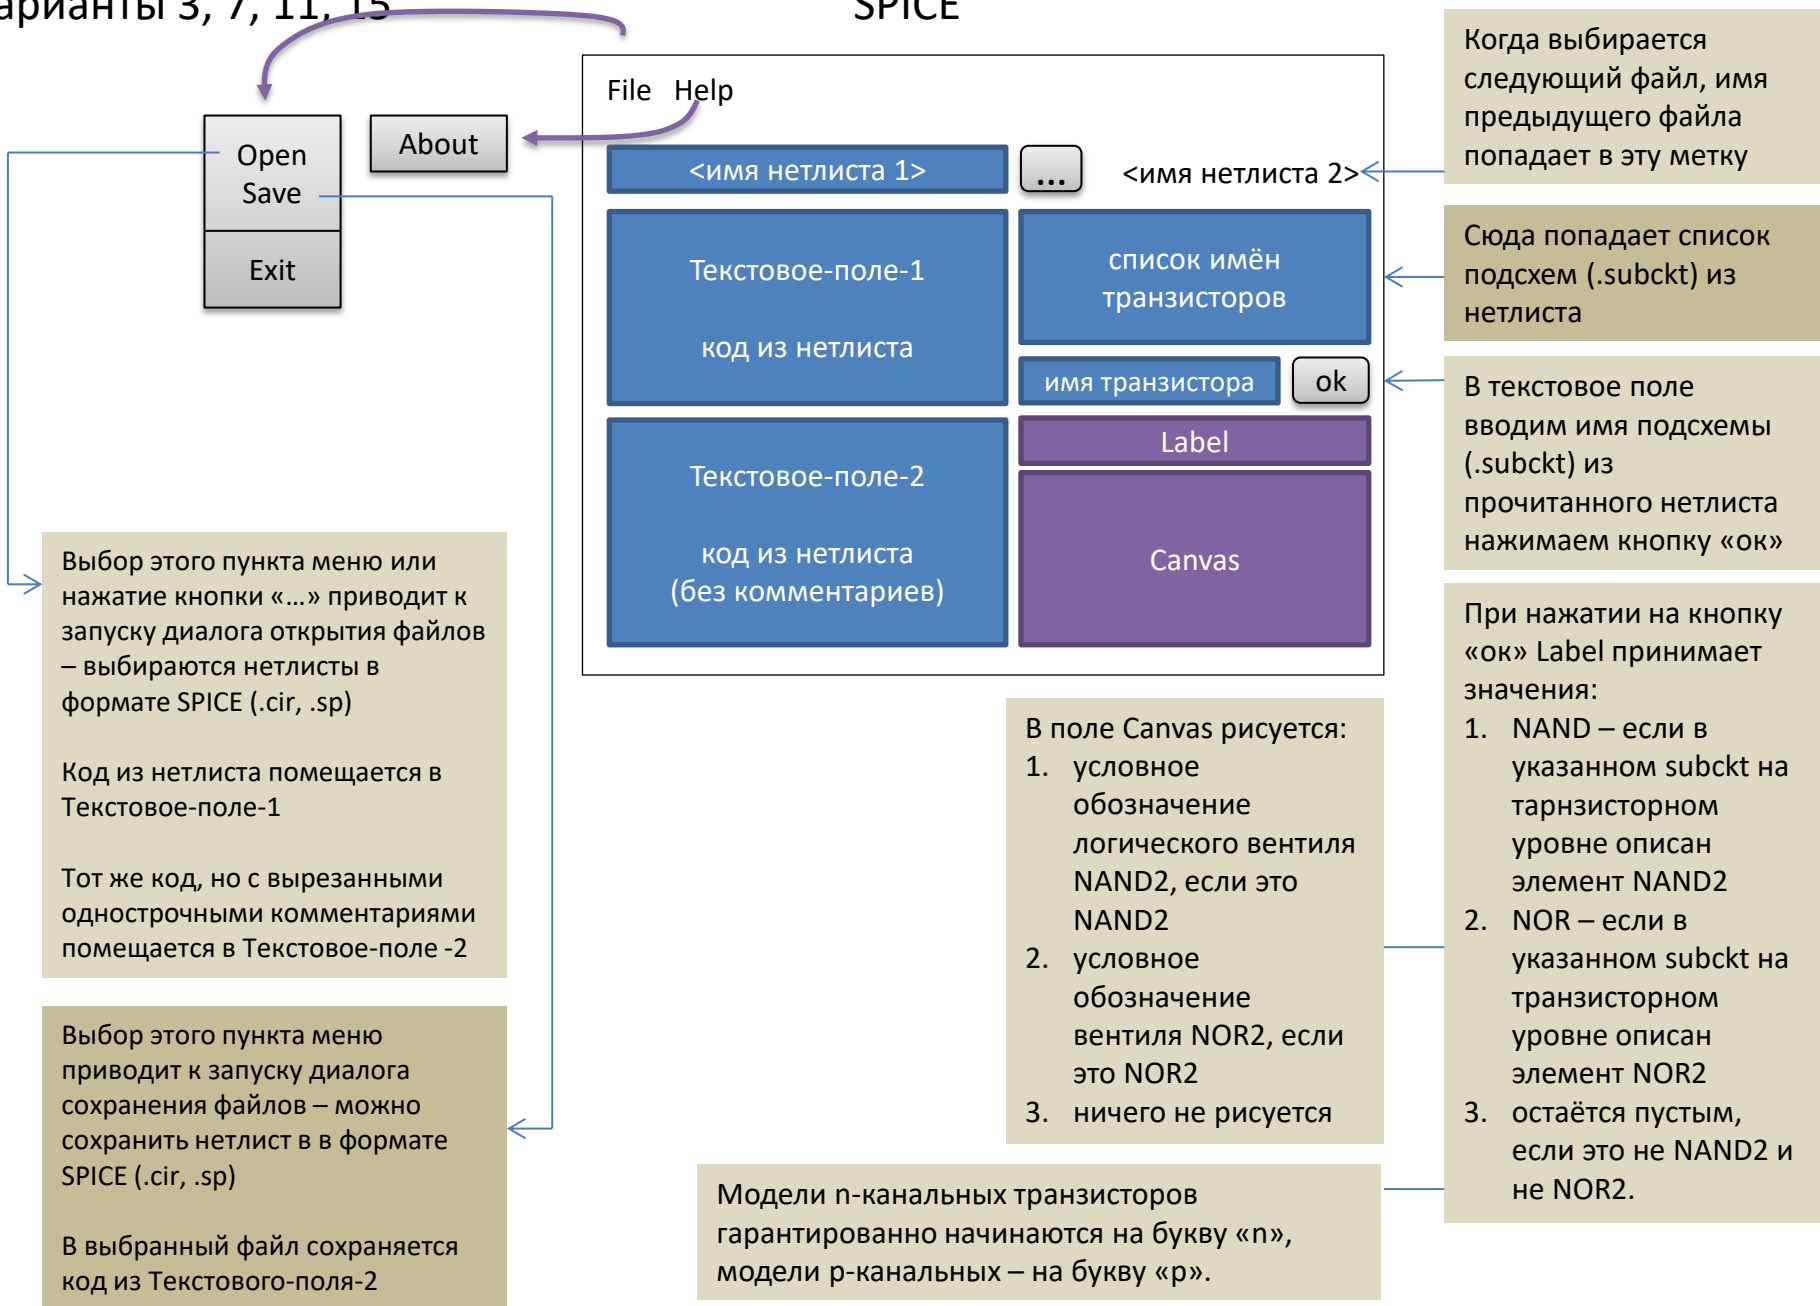 арианты 3, 7, 11, 15
SPICE
File Help
Open
Save
Exit
About
<имя нетлиста 1>
...
<имя нетлиста 2>
Текстовое-поле-1
код из нетлиста
список имён
транзисторов
имя транзистора
ok
Текстовое-поле-2
код из нетлиста
(без комментариев)
Label
Canvas
Когда выбирается
следующий файл, имя
предыдущего файла
попадает в эту метку
Сюда попадает список
подсхем (.subckt) из
нетлиста
В текстовое поле
вводим имя подсхемы
(.subckt) из
прочитанного нетлиста
нажимаем кнопку «ок»
Выбор этого пункта меню или
нажатие кнопки «…» приводит к
запуску диалога открытия файлов
– выбираются нетлисты в
формате SPICE (.cir, .sp)
Код из нетлиста помещается в
Текстовое-поле-1
Тот же код, но с вырезанными
однострочными комментариями
помещается в Текстовое-поле -2
Выбор этого пункта меню
приводит к запуску диалога
сохранения файлов – можно
сохранить нетлист в в формате
SPICE (.cir, .sp)
В выбранный файл сохраняется
код из Текстового-поля-2
В поле Canvas рисуется:
1. условное
обозначение
логического вентиля
NAND2, если это
NAND2
2. условное
обозначение
вентиля NOR2, если
это NOR2
3. ничего не рисуется
При нажатии на кнопку
«ок» Label принимает
значения:
1. NAND – если в
указанном subckt на
тарнзисторном
уровне описан
элемент NAND2
2. NOR – если в
указанном subckt на
транзисторном
уровне описан
элемент NOR2
3. остаётся пустым,
если это не NAND2 и
не NOR2.
Модели n-канальных транзисторов
гарантированно начинаются на букву «n»,
модели p-канальных – на букву «p».